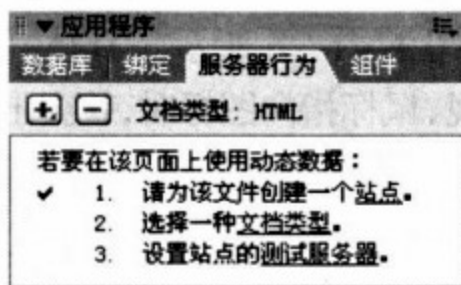 应用程序
数据库 绑定 服务器行为 组件
文档类型: HTML
若要在该页面上使用动态数据:
✔ 1. 请为该文件创建一个站点。
2. 选择一种文档类型。
3. 设置站点的测试服务器。